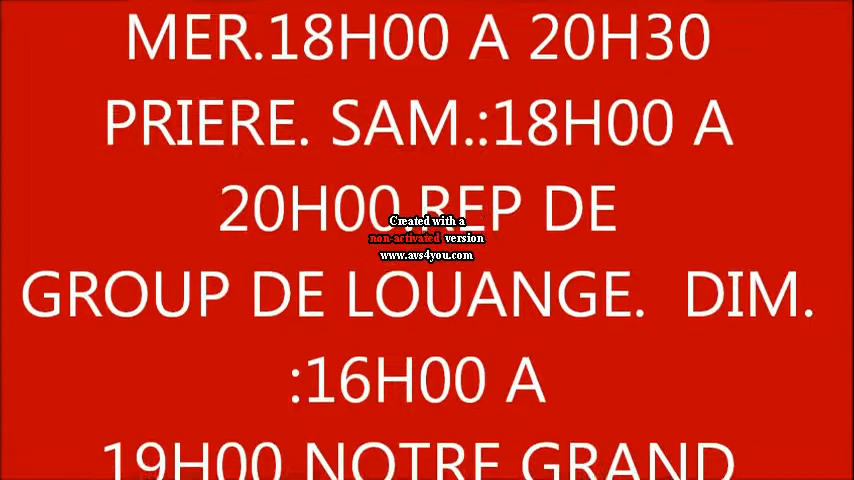 MER.18H00 A 20H30
PRIERE. SAM.:18H00 A
20H00.REP DE
Created with a
non-activated version
www.avs4you.com
GROUP DE LOUANGE. DIM.
:16H00 A
19H00 NOTRE GRAND